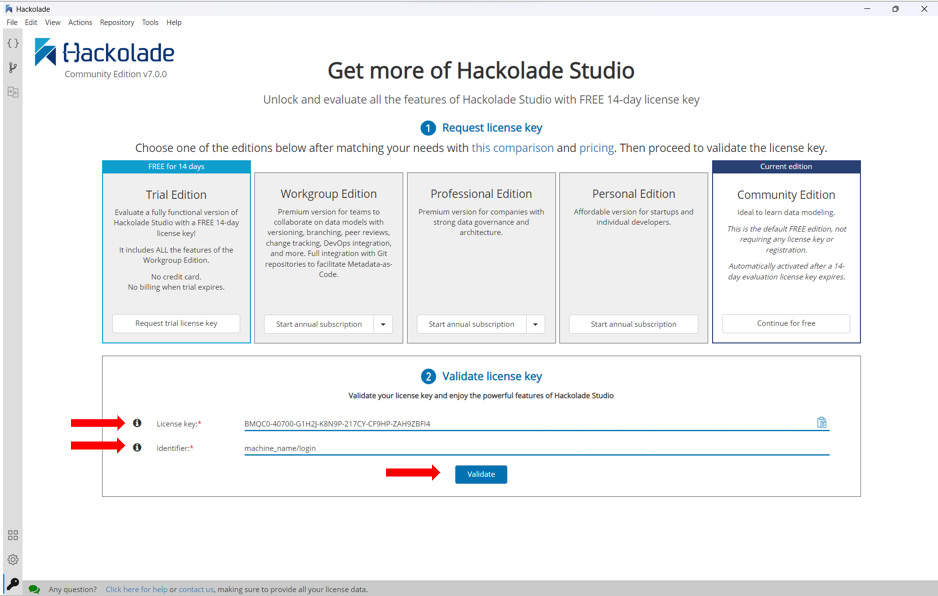 Hackolade
File Edit View Actions Repository Tools Help
Hackolade
Community Edition v7.0.0
Get more of Hackolade Studio
Unlock and evaluate all the features of Hackolade Studio with FREE 14-day license key
1 Request license key
Choose one of the editions below after matching your needs with this comparison and pricing. Then proceed to validate the license key.
FREE for 14 days
Trial Edition
Evaluate a fully functional version of
Hackolade Studio with a FREE 14-day
license key!
It includes ALL the features of the
Workgroup Edition.
No credit card.
No billing when trial expires.
Request trial license key
Workgroup Edition
Premium version for teams to
collaborate on data models with
versioning, branching, peer reviews,
change tracking, DevOps integration,
and more. Full integration with Git
repositories to facilitate Metadata-as-
Code.
Start annual subscription
Professional Edition
Premium version for companies with
strong data governance and
architecture.
Start annual subscription
Personal Edition
Affordable version for startups and
individual developers.
Start annual subscription
Current edition
Community Edition
Ideal to learn data modeling.
This is the default FREE edition, not
requiring any license key or
registration.
Automatically activated after a 14-
day evaluation license key expires.
Continue for free
2 Validate license key
Validate your license key and enjoy the powerful features of Hackolade Studio
License key:* BMQC0-40700-G1H2J-K8N9P-217CY-CF9HP-ZAH9ZBFI4
Identifier:* machine_name/login
Validate
Any question? Click here for help or contact us, making sure to provide all your license data.